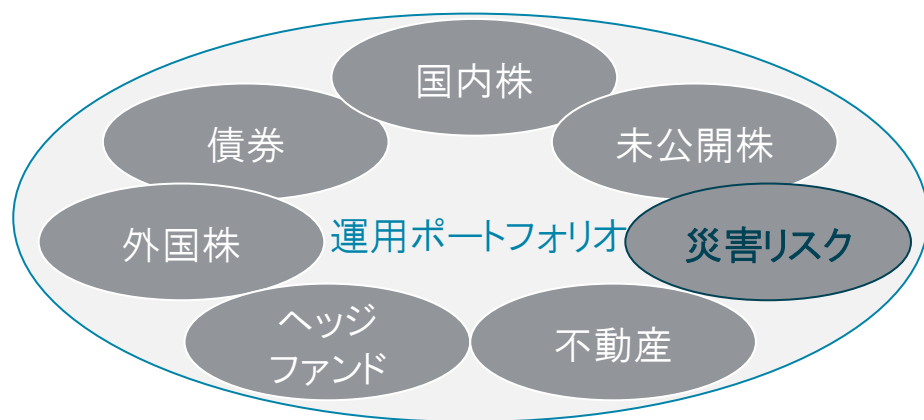 国内株
債券
未公開株
外国株
運用ポートフォリオ
災害リスク
ヘッジ
ファンド
不動産